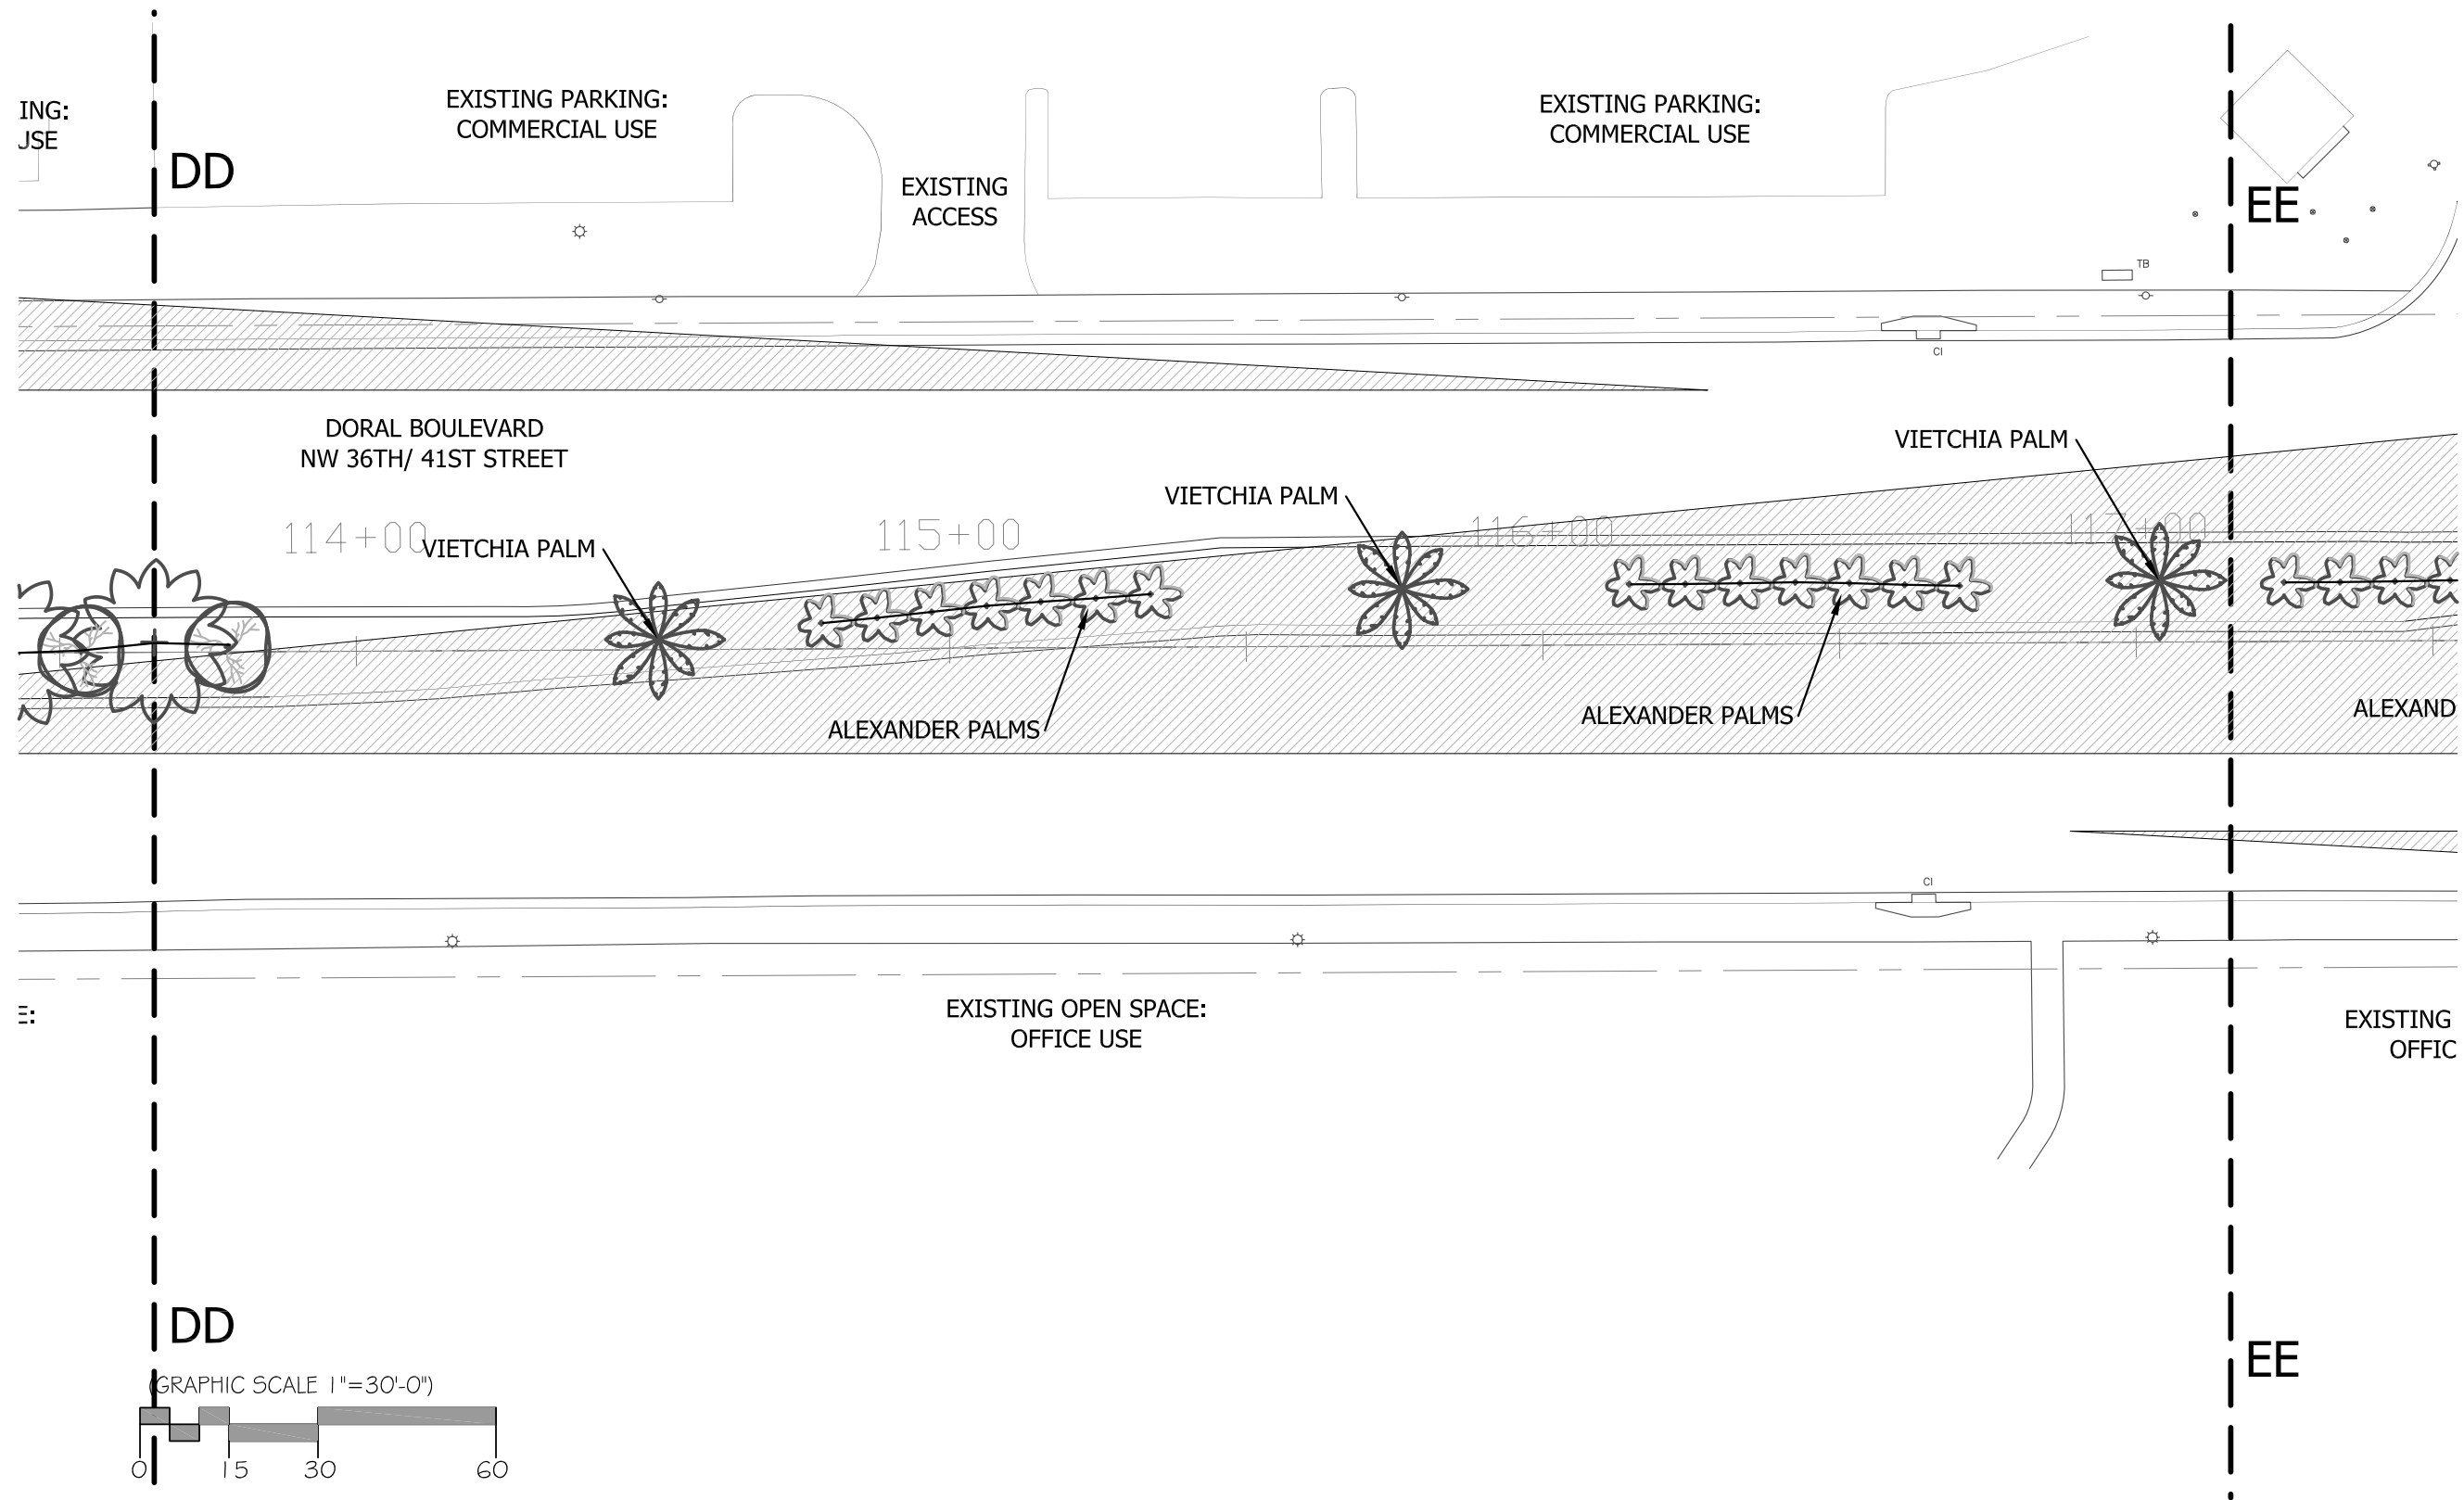 ING:
USE
DD
EXISTING PARKING:
COMMERCIAL USE
EXISTING
ACCESS
EXISTING PARKING:
COMMERCIAL USE
EE
TB
CI
DORAL BOULEVARD
NW 36TH/ 41ST STREET
VIETCHIA PALM
VIETCHIA PALM
VIETCHIA PALM
114+00
115+00
116+00
117+00
ALEXANDER PALMS
ALEXANDER PALMS
ALEXAND
CI
E:
EXISTING OPEN SPACE:
OFFICE USE
EXISTING
OFFIC
DD
EE
(GRAPHIC SCALE 1"=30'-0")
0 15 30 60